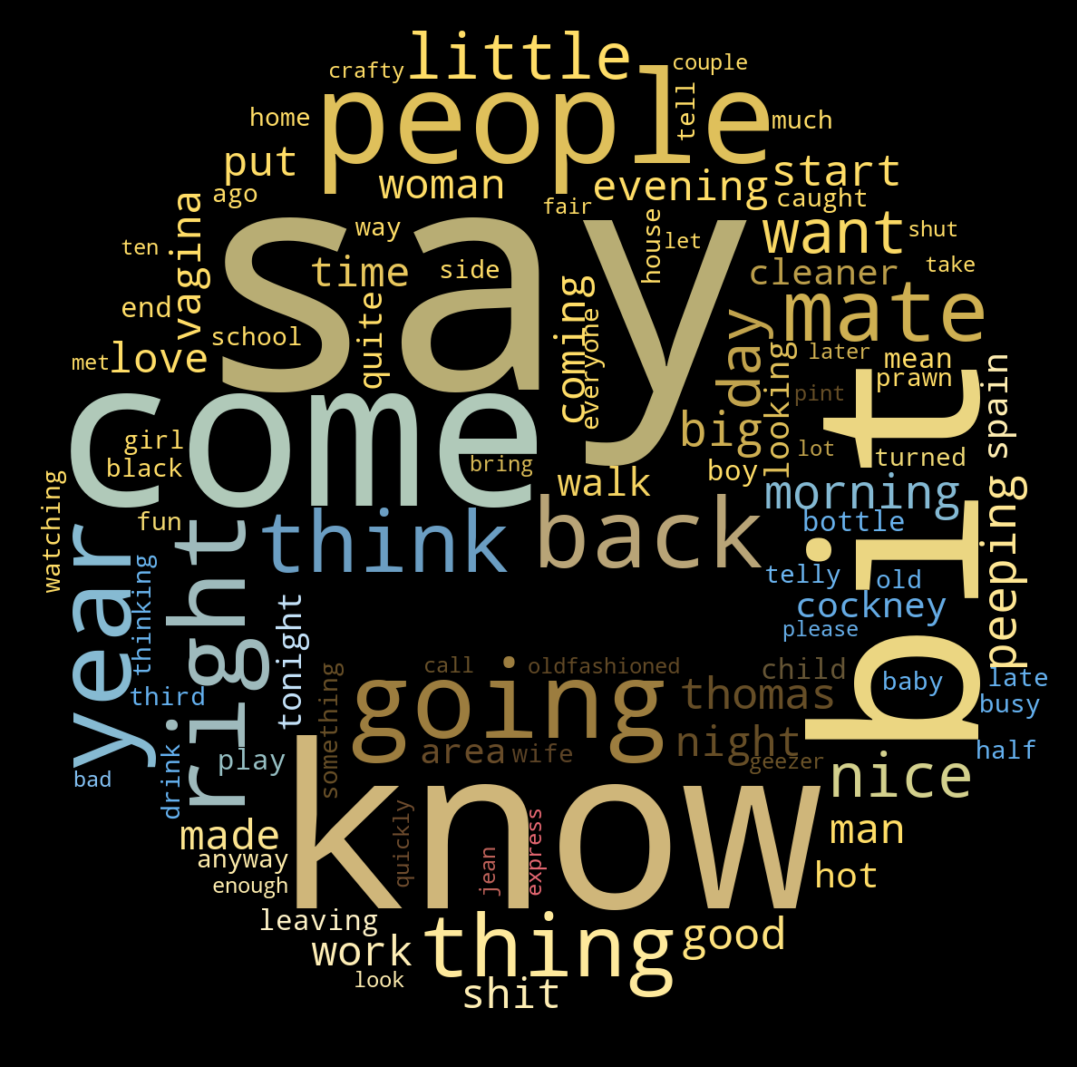 little
crafty
couple
people
tell
home
much
put
woman
evening
start
ago
fair
caught
vagina
say
way
house
want
shut
ten
time
side
let
cleaner
take
end
quite
coming
everyone
mate
school
day
love
met
looking
later
mean
prawn
spain
come
pint
bit
girl
big
lot
black
bring
boy
turned
watching
walk
morning
peeping
year
fun
right
think
back
bottle
thinking
telly
old
tonight
cockney
please
something
call
oldfashioned
child
third
going
thomas
baby
late
busy
drink
play
area
wife
night
geezer
half
bad
know
nice
made
quickly
jean
express
man
anyway
enough
hot
leaving
work
thing
good
look
shit